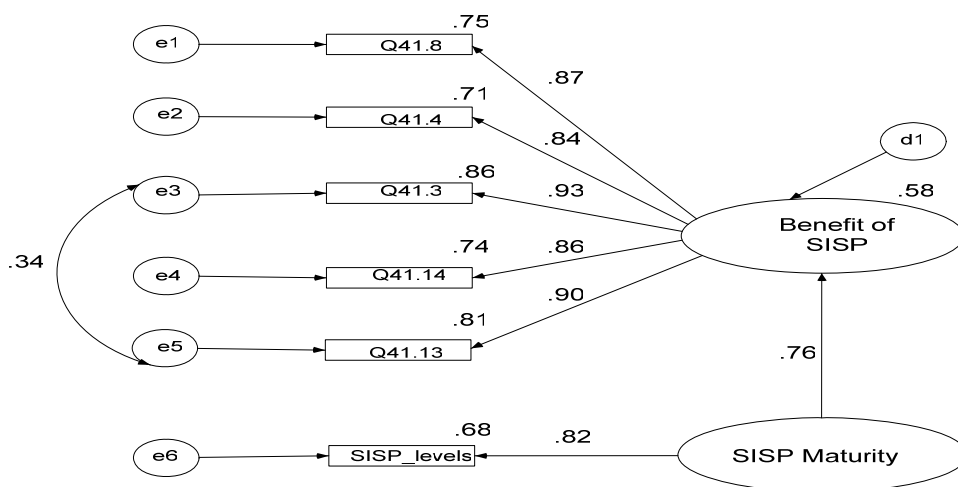 .75
e1
Q41.8
.87
.71
e2
Q41.4
.84
d1
.86
e3
Q41.3
.93
.58
Benefit of
SISP
.34
.74
.86
e4
Q41.14
.90
.81
e5
Q41.13
.76
.68
.82
e6
SISP_levels
SISP Maturity